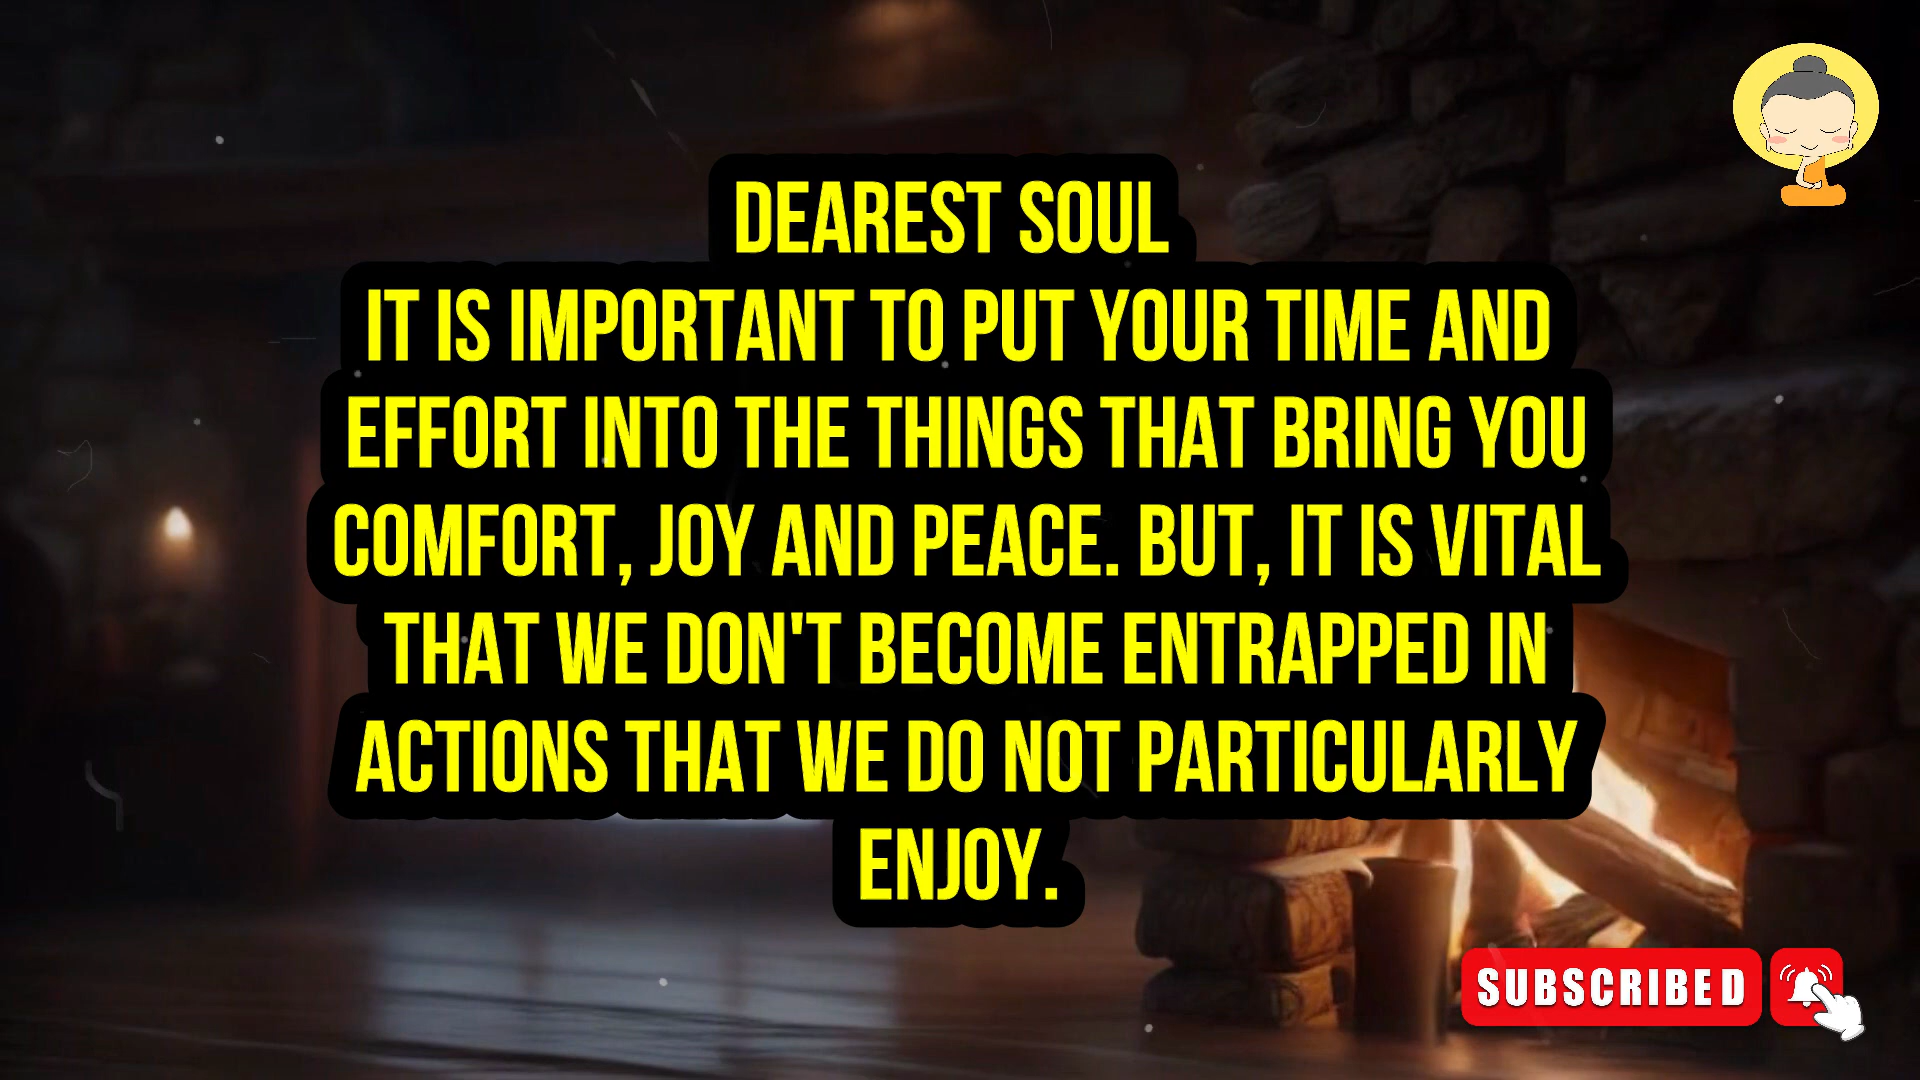 DEAREST SOUL
IT IS IMPORTANT TO PUT YOUR TIME AND
EFFORT INTO THE THINGS THAT BRING YOU
COMFORT, JOY AND PEACE. BUT, IT IS VITAL
THAT WE DON'T BECOME ENTRAPPED IN
ACTIONS THAT WE DO NOT PARTICULARLY
ENJOY.
SUBSCRIBED